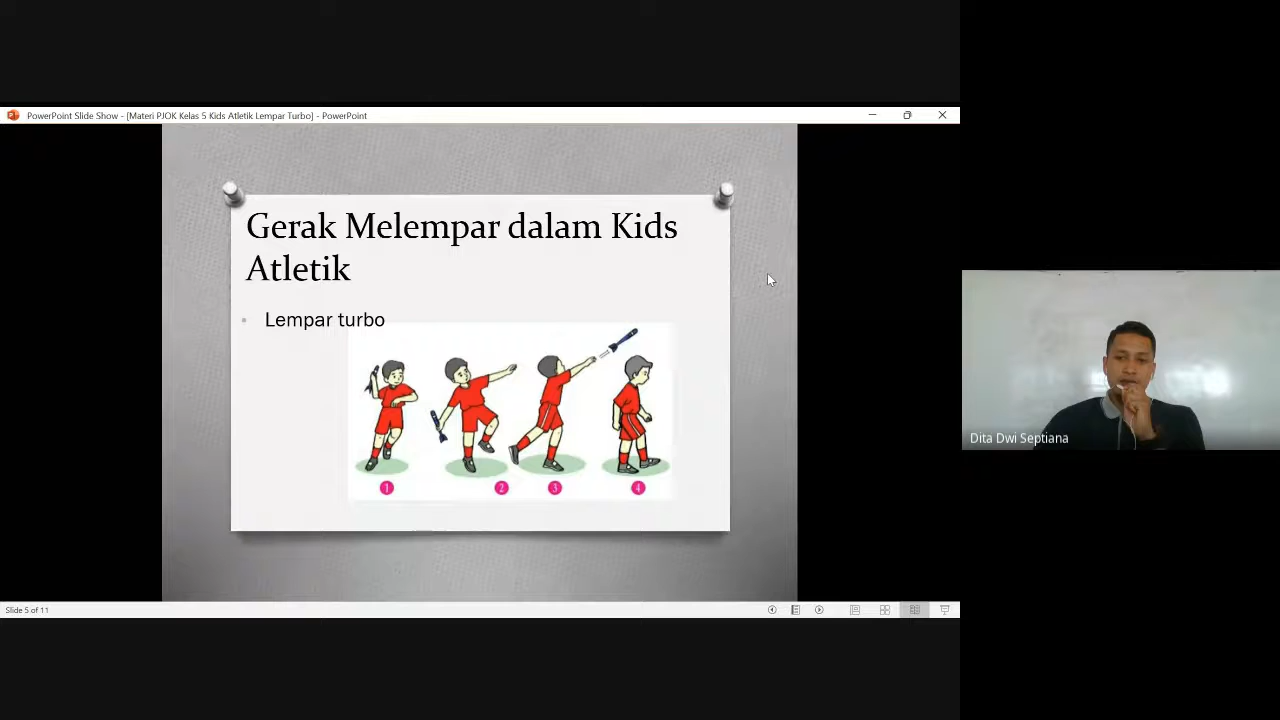 PowerPoint Slide Show - [Materi PJOK Kelas 5 Kids Atletik Lempar Turbo] - PowerPoint
Gerak Melempar dalam Kids
Atletik
Lempar turbo
1 2 3 4
Dita Dwi Septiana
Slide 5 of 11